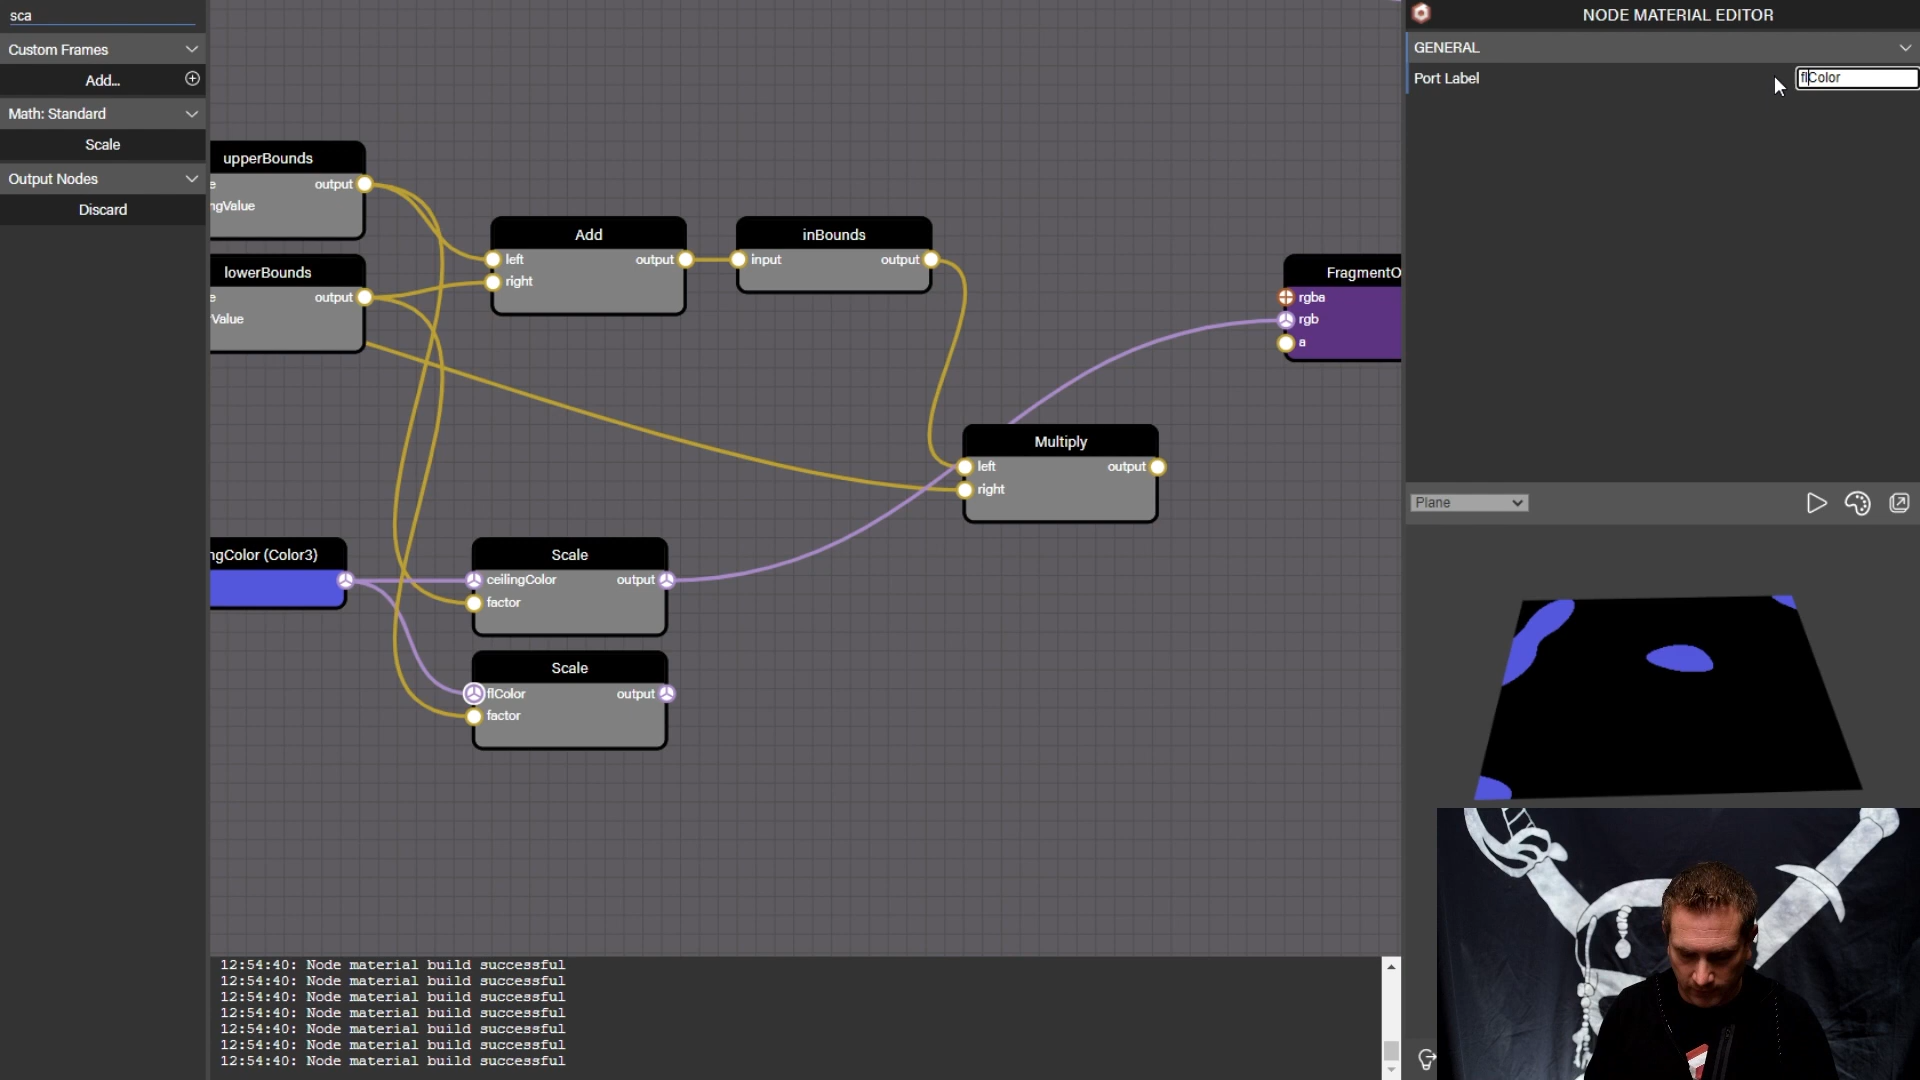 sca
Custom Frames
Add...
Math: Standard
Scale
Output Nodes
Discard
upperBounds
e output
ngValue
lowerBounds
e output
rValue
Add
left output
right
inBounds
input output
FragmentO
rgba
rgb
a
Multiply
left output
right
ngColor (Color3)
Scale
ceilingColor output
factor
Scale
flColor output
factor
12:54:40: Node material build successful
12:54:40: Node material build successful
12:54:40: Node material build successful
12:54:40: Node material build successful
12:54:40: Node material build successful
12:54:40: Node material build successful
12:54:40: Node material build successful
NODE MATERIAL EDITOR
GENERAL
Port Label flColor
Plane